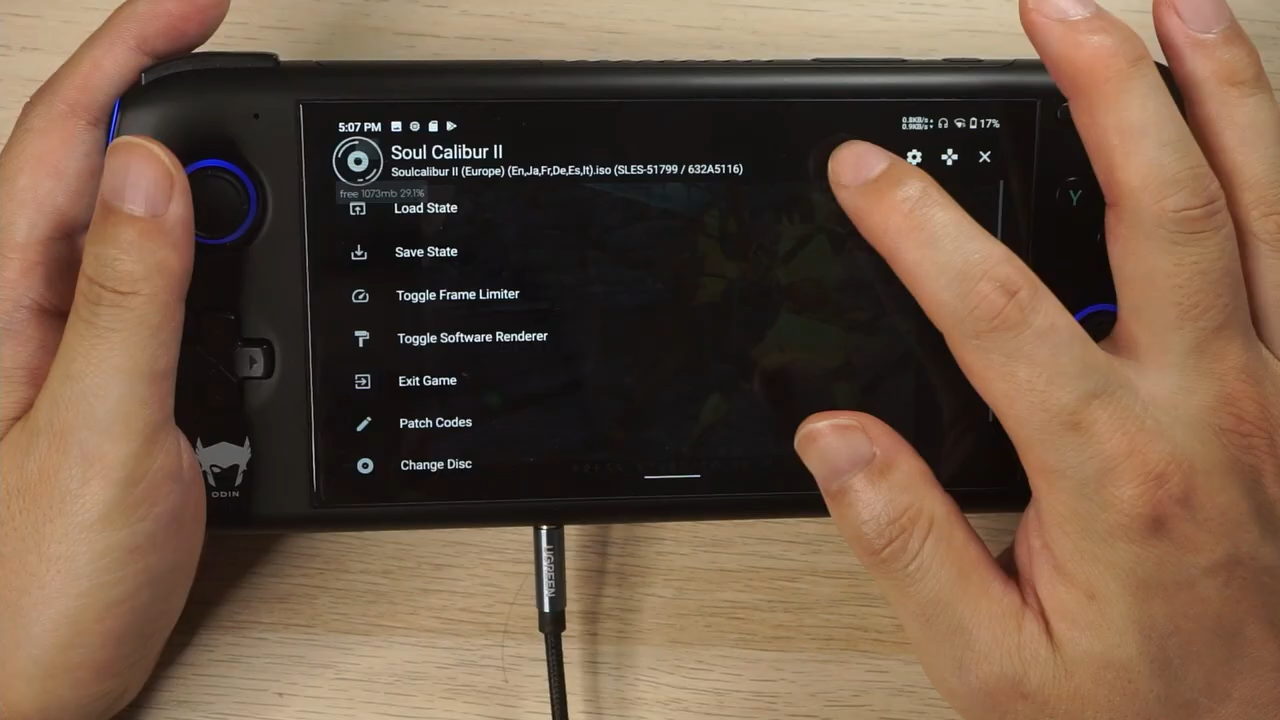 5:07 PM
0.8KB/s
0.9KB/s
17%
Soul Calibur II
Soulcalibur II (Europe) (En,Ja,Fr,De,Es,It).iso (SLES-51799 / 632A5116)
free 1073mb 29.1%
Load State
Save State
Toggle Frame Limiter
Toggle Software Renderer
Exit Game
Patch Codes
Change Disc
Y
ODIN
UGREEN